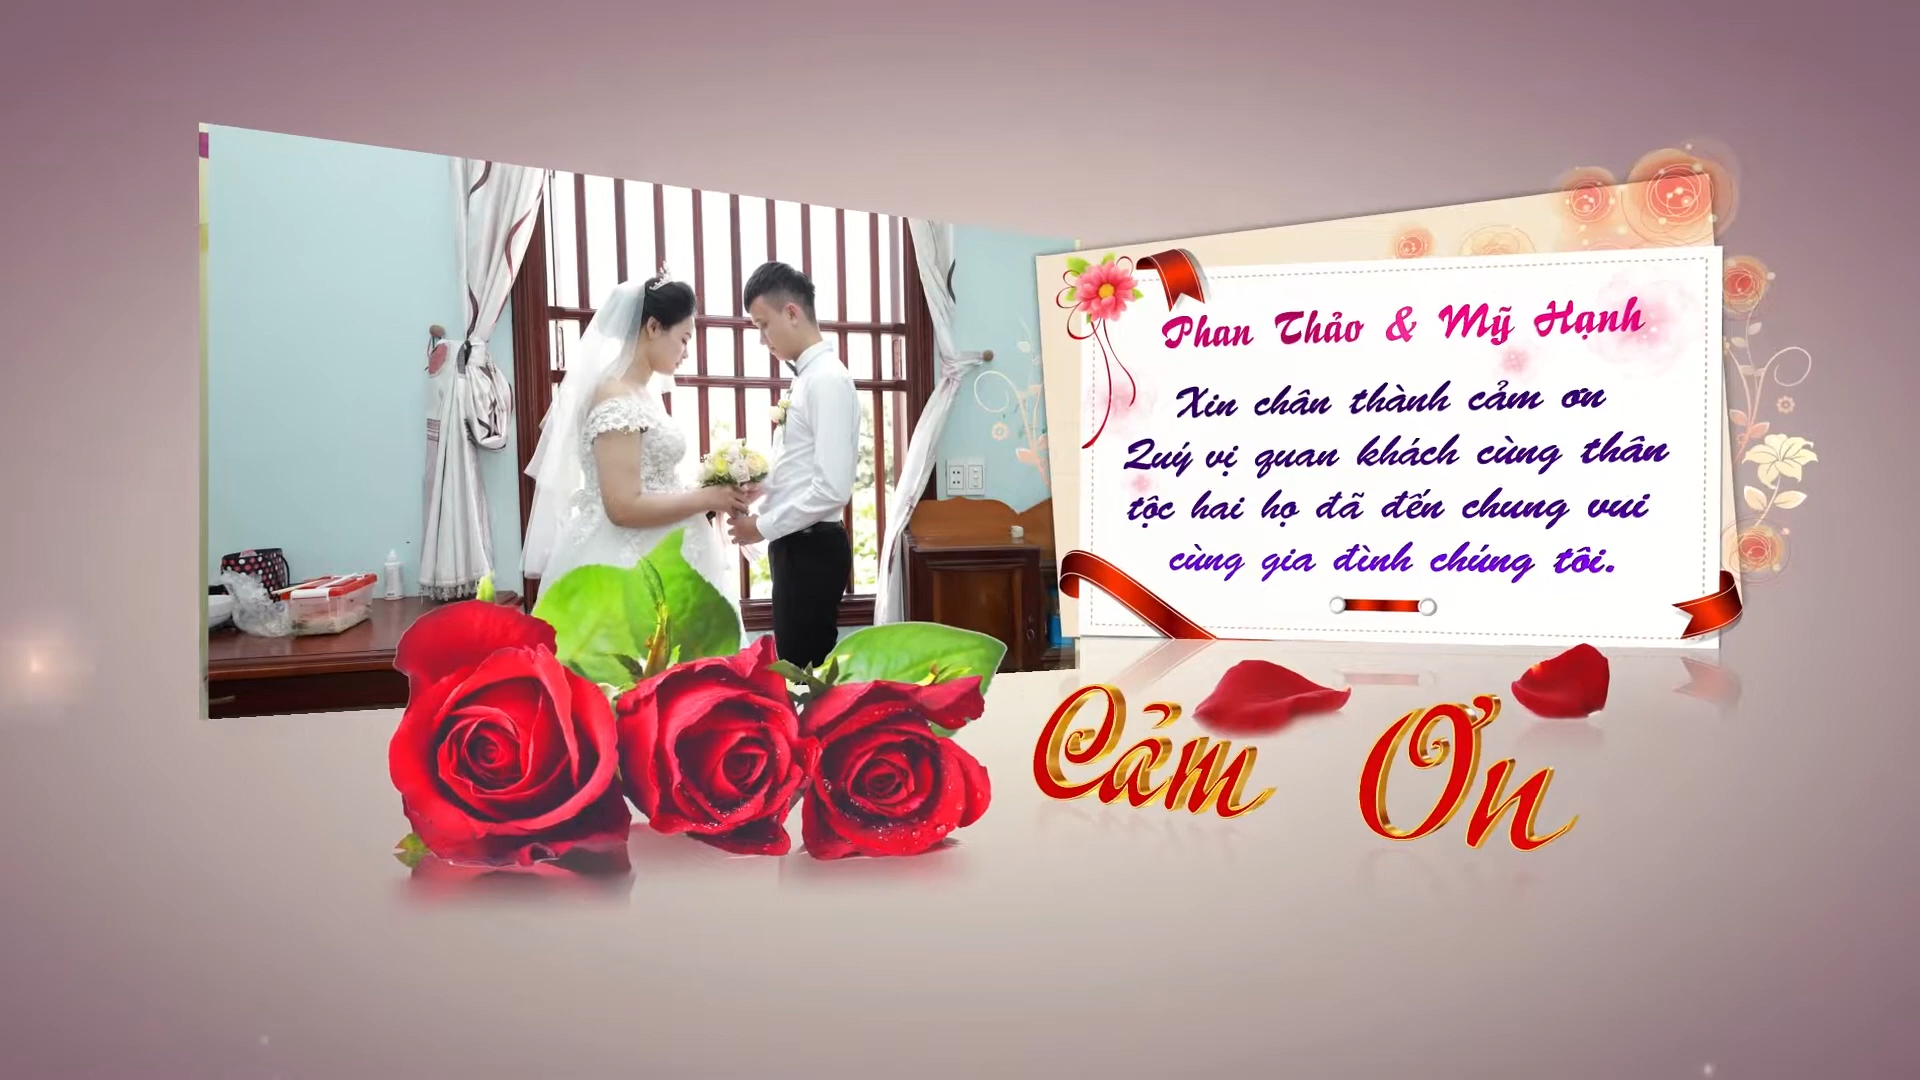 Phan Thảo & Mỹ Hạnh
Xin chân thành cảm ơn
Quý vị quan khách cùng thân
tộc hai họ đã đến chung vui
cùng gia đình chúng tôi.
Cảm Ơn